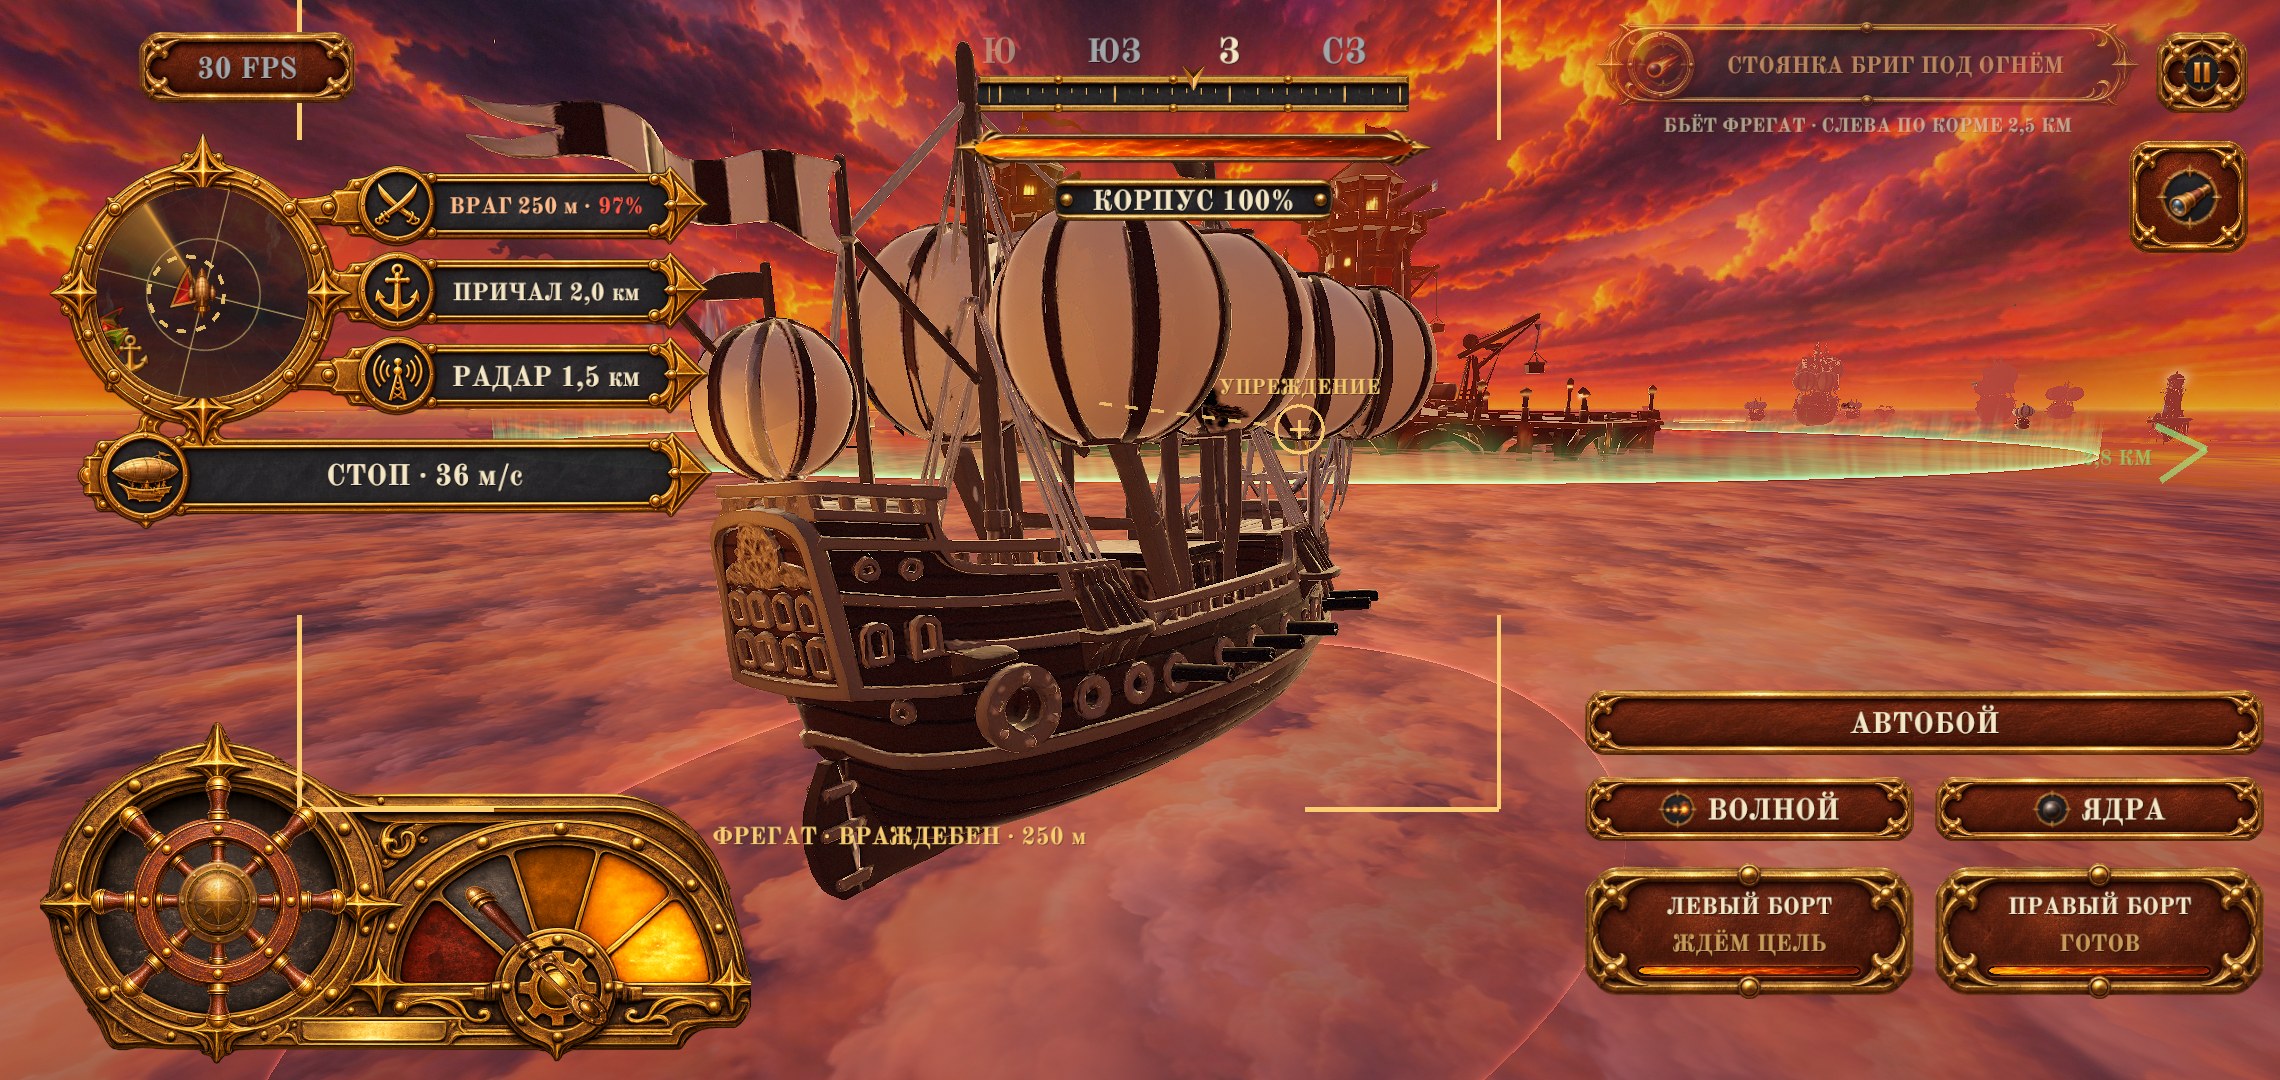 30 FPS
Ю ЮЗ З СЗ
СТОЯНКА БРИГ ПОД ОГНЁМ
БЬЁТ ФРЕГАТ · СЛЕВА ПО КОРМЕ 2,5 КМ
КОРПУС 100%
ВРАГ 250 м · 97%
ПРИЧАЛ 2,0 км
РАДАР 1,5 км
СТОП · 36 м/с
УПРЕЖДЕНИЕ
КМ
ФРЕГАТ · ВРАЖДЕБЕН · 250 м
АВТОБОЙ
ВОЛНОЙ
ЯДРА
ЛЕВЫЙ БОРТ
ЖДЁМ ЦЕЛЬ
ПРАВЫЙ БОРТ
ГОТОВ